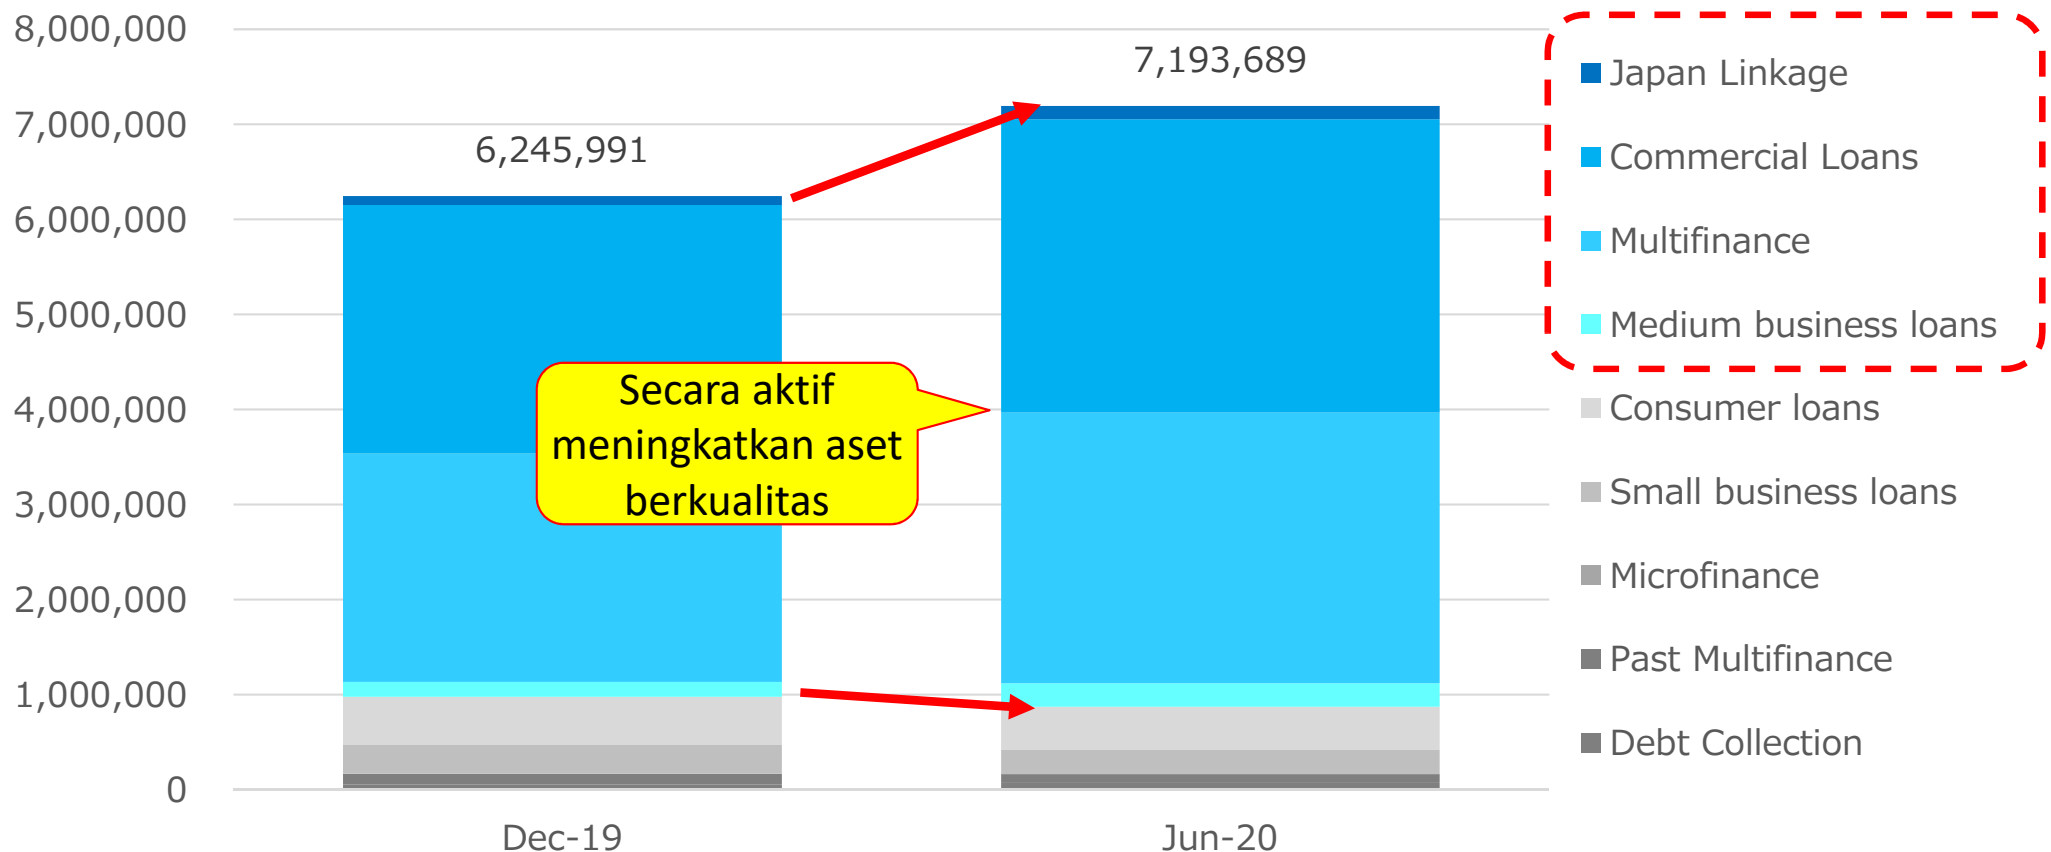 8,000,000
7,000,000
6,000,000
5,000,000
4,000,000
3,000,000
2,000,000
1,000,000
0
6,245,991
7,193,689
Secara aktif
meningkatkan aset
berkualitas
Dec-19
Jun-20
Japan Linkage
Commercial Loans
Multifinance
Medium business loans
Consumer loans
Small business loans
Microfinance
Past Multifinance
Debt Collection